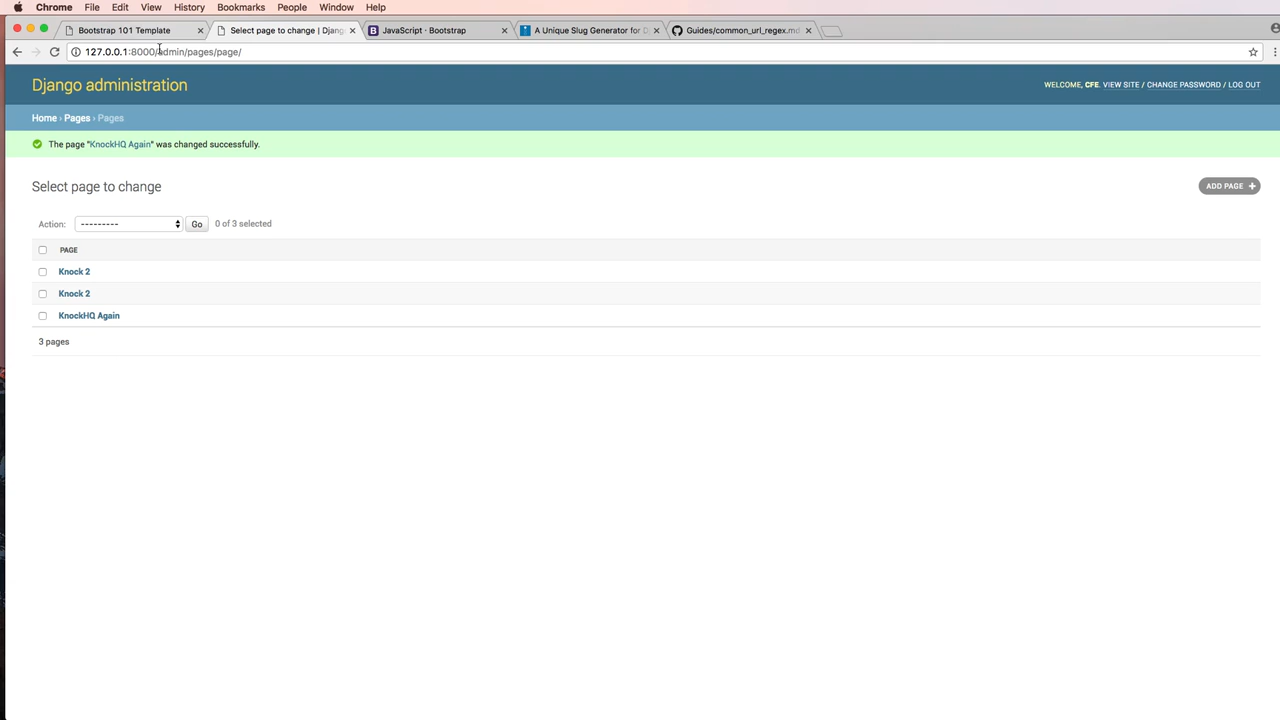 Chrome File Edit View History Bookmarks People Window Help
Bootstrap 101 Template Select page to change | Djang JavaScript · Bootstrap A Unique Slug Generator for D Guides/common_url_regex.md
127.0.0.1:8000/admin/pages/page/
Django administration WELCOME, CFE. VIEW SITE / CHANGE PASSWORD / LOG OUT
Home › Pages › Pages
The page "KnockHQ Again" was changed successfully.
Select page to change ADD PAGE +
Action: --------- Go 0 of 3 selected
PAGE
Knock 2
Knock 2
KnockHQ Again
3 pages